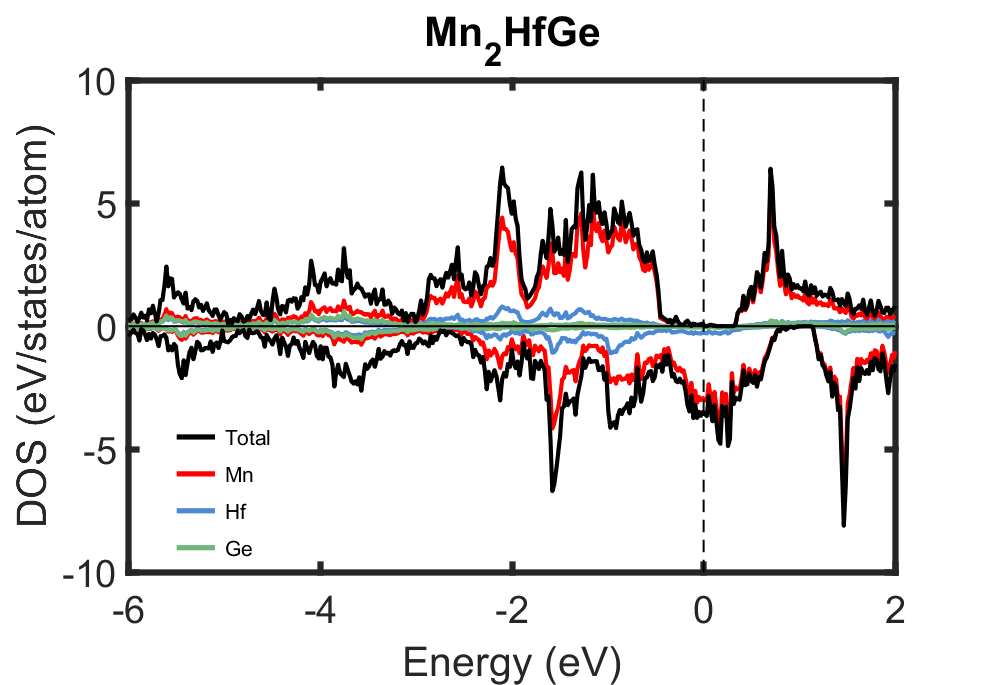 Mn2HfGe
10
5
0
-5
-10
DOS (eV/states/atom)
Total
Mn
Hf
Ge
-6 -4 -2 0 2
Energy (eV)